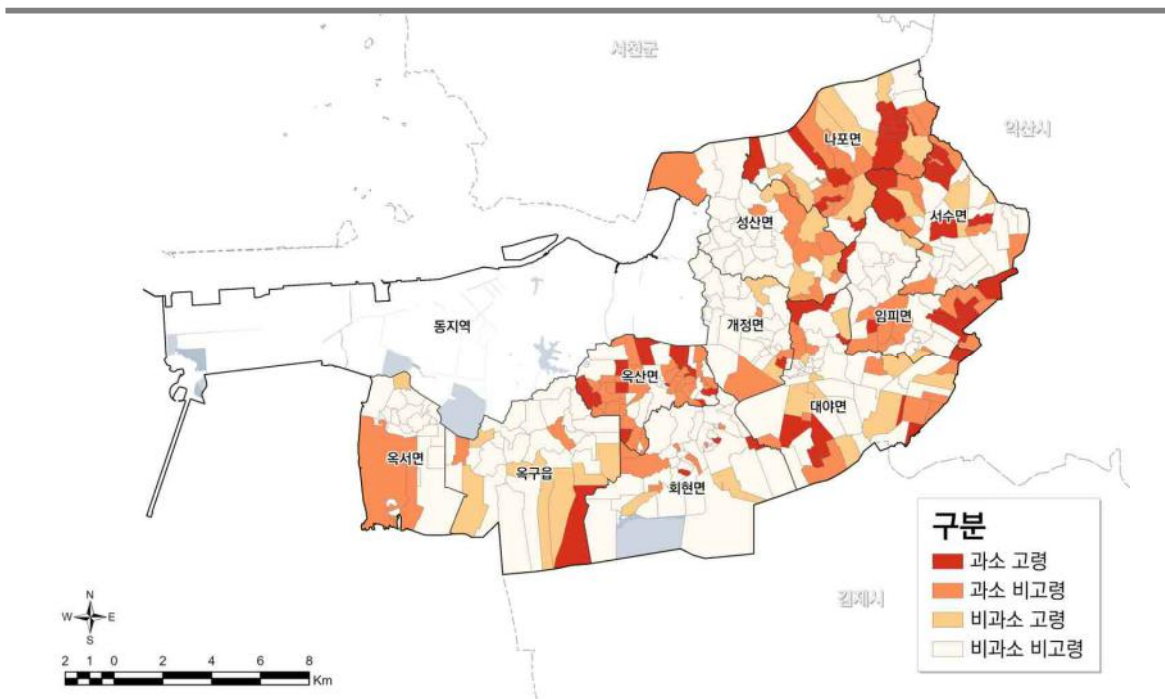 서천군
익산시
나포면
서수면
성산면
임피면
개정면
동지역
옥산면
대야면
옥서면
옥구읍
회현면
김제시
구분
과소 고령
과소 비고령
비과소 고령
비과소 비고령
N
W E
S
2 1 0 2 4 6 8
Km